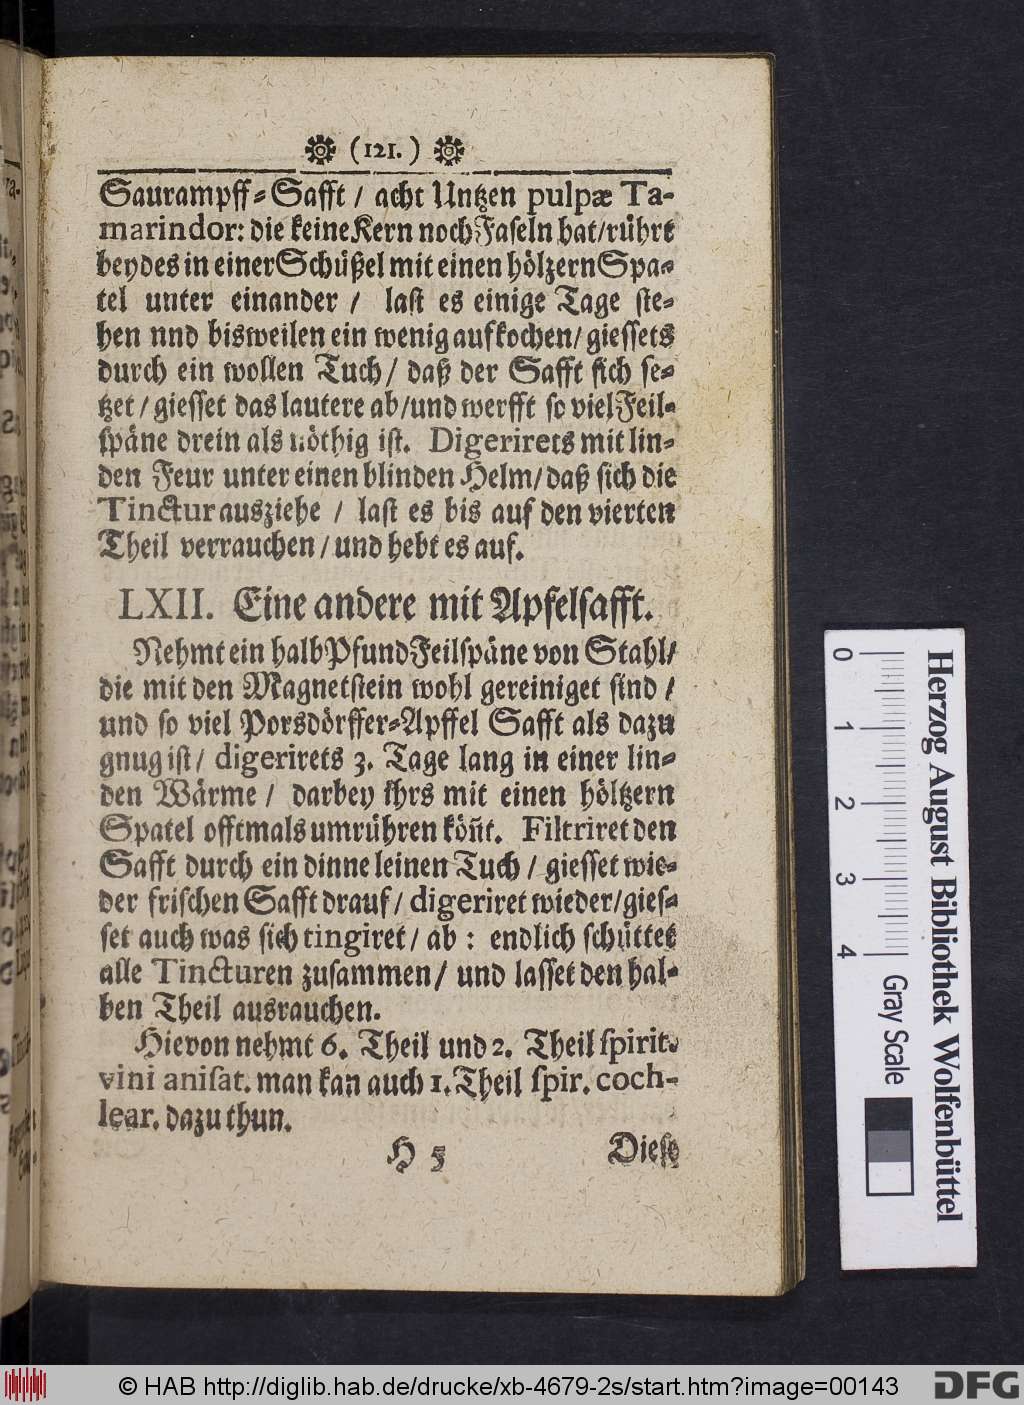 (121.)
Saurampff-Safft / acht Untzen pulpæ Ta-
marindor: die keine Kern noch Faseln hat/rührt
beydes in einer Schüßel mit einen höltzern Spa-
tel unter einander / last es einige Tage ste-
hen nnd bisweilen ein wenig aufkochen/giessets
durch ein wollen Tuch/ daß der Safft sich se-
tzet/giesset das lautere ab/und werfft so viel Feil-
späne drein als nöthig ist. Digerirets mit lin-
den Feur unter einen blinden Helm/daß sich die
Tinctur ausziehe / last es bis auf den vierten
Theil verrauchen/und hebt es auf.
LXII. Eine andere mit Apfelsafft.
Nehmt ein halb Pfund Feilspäne von Stahl/
die mit den Magnetstein wohl gereiniget sind /
und so viel Porsdörffer-Apffel Safft als dazu
gnug ist/ digerirets 3. Tage lang in einer lin-
den Wärme/ darbey ihrs mit einen höltzern
Spatel offtmals umrühren köñt. Filtriret den
Safft durch ein dinne leinen Tuch/giesset wie-
der frischen Safft drauf/digeriret wieder/gies-
set auch was sich tingiret/ab: endlich schüttet
alle Tincturen zusammen/ und lasset den hal-
ben Theil ausrauchen.
Hievon nehmt 6. Theil und 2. Theil spirit.
vini anisat. man kan auch 1. Theil spir. coch-
lear. dazu thun.
H 5 Diese
0 1 2 3 4
Herzog August Bibliothek Wolfenbüttel
Gray Scale
© HAB http://diglib.hab.de/drucke/xb-4679-2s/start.htm?image=00143
DFG